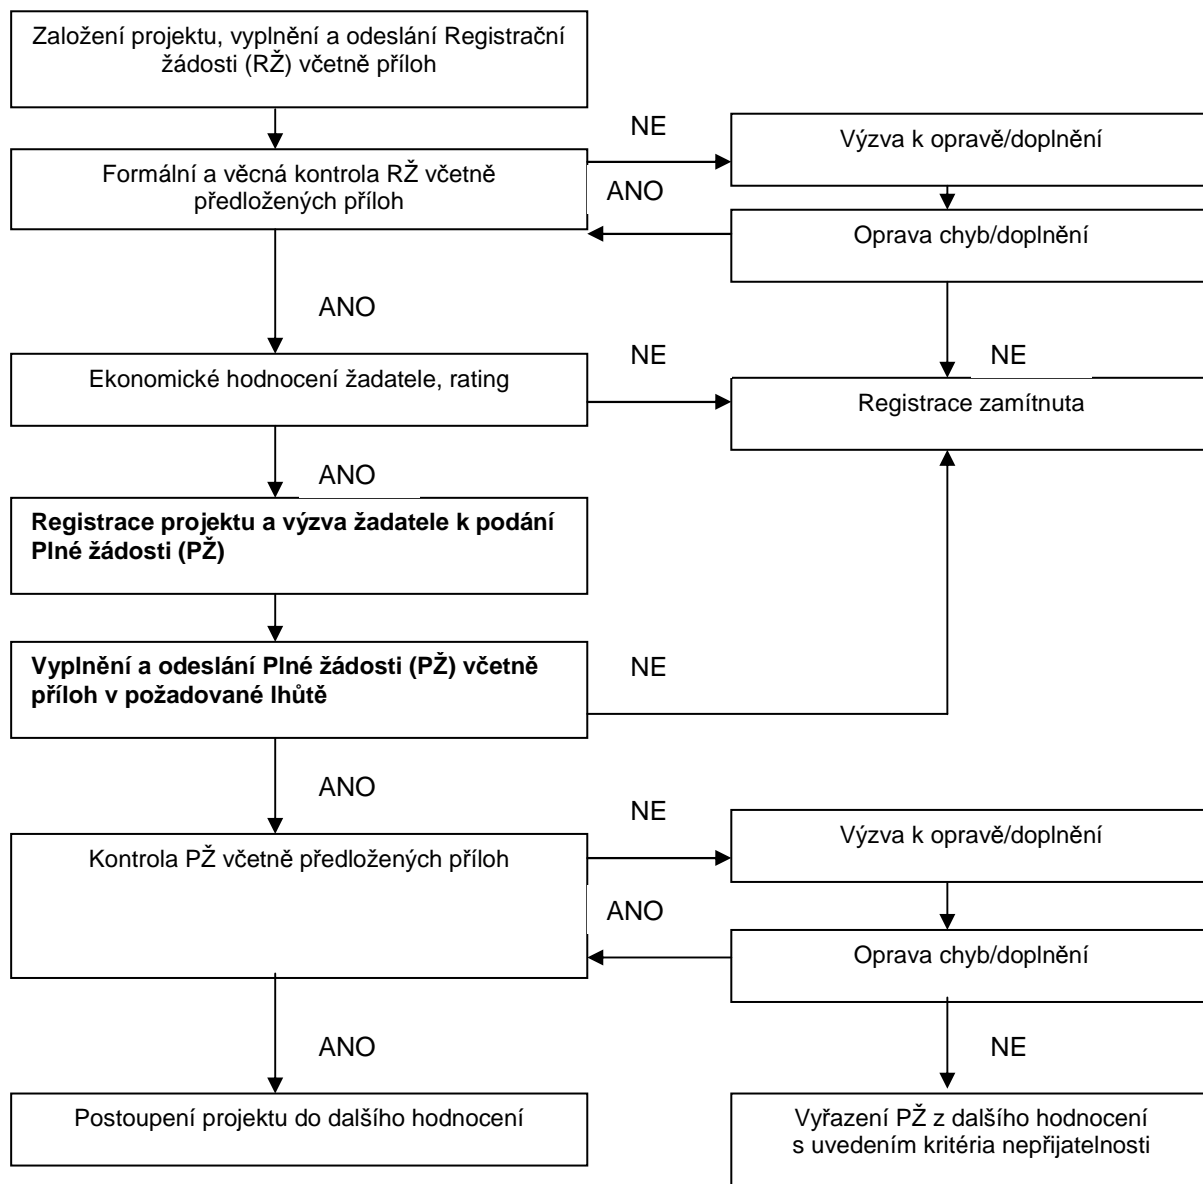 Založení projektu, vyplnění a odeslání Registrační
žádosti (RŽ) včetně příloh
NE
Výzva k opravě/doplnění
Formální a věcná kontrola RŽ včetně
předložených příloh
ANO
Oprava chyb/doplnění
ANO
NE
NE
Ekonomické hodnocení žadatele, rating
Registrace zamítnuta
ANO
Registrace projektu a výzva žadatele k podání
Plné žádosti (PŽ)
Vyplnění a odeslání Plné žádosti (PŽ) včetně
příloh v požadované lhůtě
NE
ANO
NE
Výzva k opravě/doplnění
Kontrola PŽ včetně předložených příloh
ANO
Oprava chyb/doplnění
ANO
NE
Postoupení projektu do dalšího hodnocení
Vyřazení PŽ z dalšího hodnocení
s uvedením kritéria nepřijatelnosti